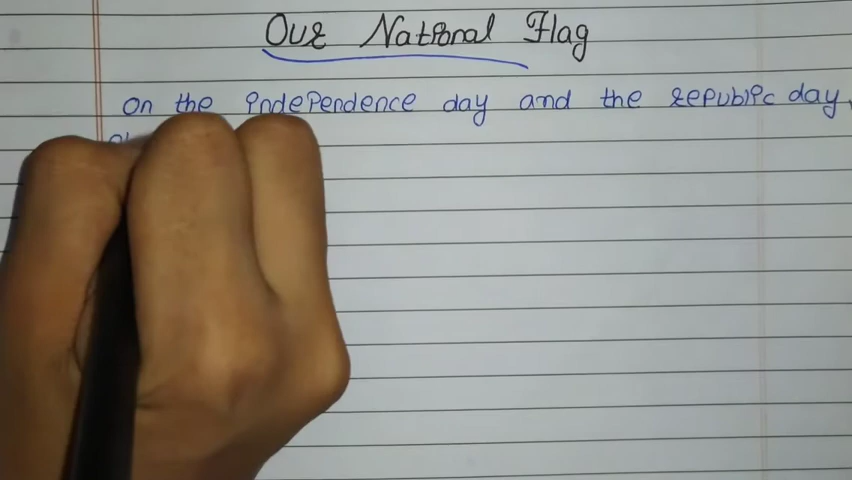 Our National Flag
on the independence day and the republic day,